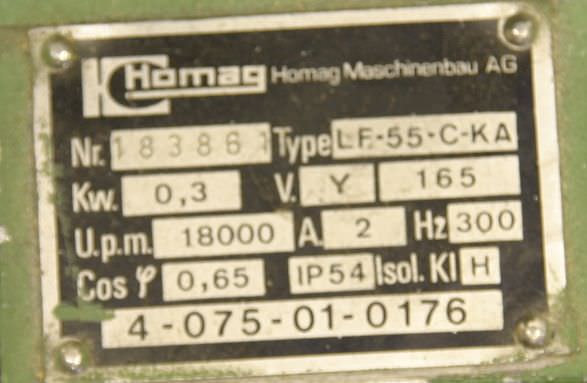 Homag Homag Maschinenbau AG
Nr. 183861 Type LF-55-C-KA
Kw. 0,3 V. Y 165
U.p.m. 18000 A. 2 Hz 300
Cos φ 0,65 IP54 Isol. Kl H
4-075-01-0176